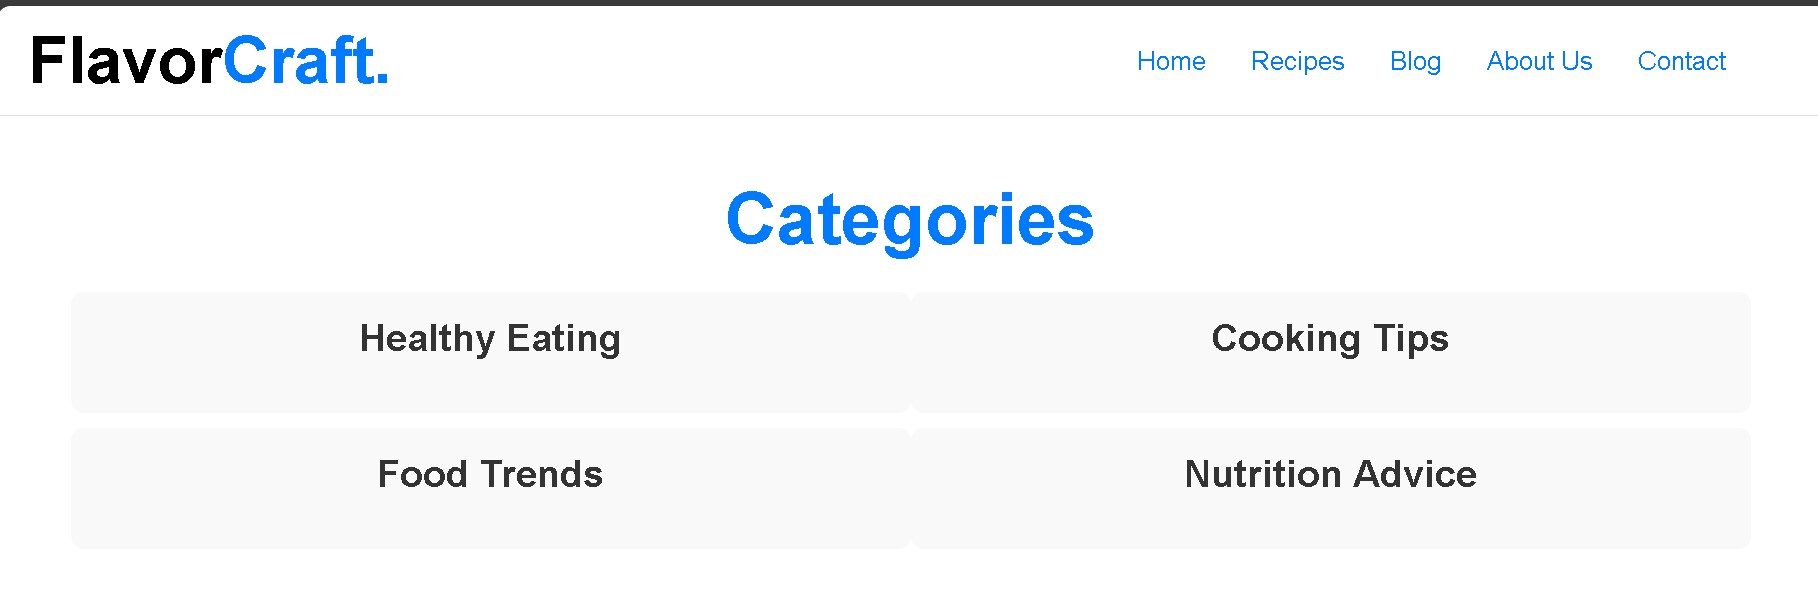 FlavorCraft. Home Recipes Blog About Us Contact
Categories
Healthy Eating Cooking Tips
Food Trends Nutrition Advice